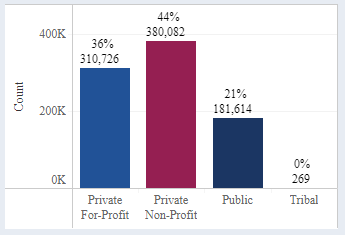 44%
380,082
400K
36%
310,726
Count
21%
181,614
200K
0%
269
0K
Private
For-Profit
Private
Non-Profit
Public
Tribal